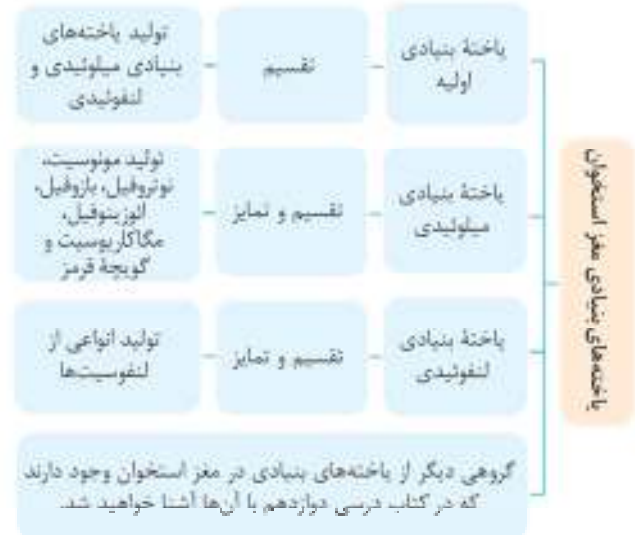 یاخته‌های بنیادی مغز استخوان
یاختهٔ بنیادی
اولیه
تقسیم
تولید یاخته‌های
بنیادی میلوئیدی و
لنفوئیدی
یاختهٔ بنیادی
میلوئیدی
تقسیم و تمایز
تولید مونوسیت،
نوتروفیل، بازوفیل،
ائوزینوفیل،
مگاکاریوسیت و
گویچهٔ قرمز
یاختهٔ بنیادی
لنفوئیدی
تقسیم و تمایز
تولید انواعی از
لنفوسیت‌ها
گروهی دیگر از یاخته‌های بنیادی در مغز استخوان وجود دارند
که در کتاب درسی دوازدهم با آن‌ها آشنا خواهید شد.